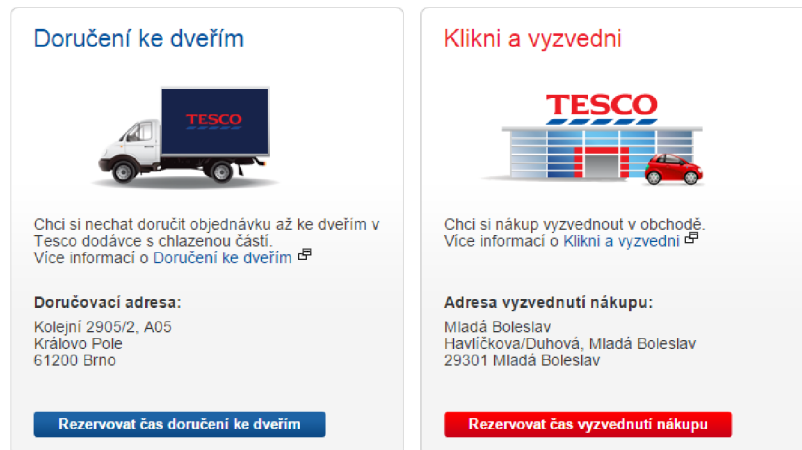 Doručení ke dveřím
TESCO
Chci si nechat doručit objednávku až ke dveřím v
Tesco dodávce s chlazenou částí.
Více informací o Doručení ke dveřím
Doručovací adresa:
Kolejní 2905/2, A05
Královo Pole
61200 Brno
Rezervovat čas doručení ke dveřím
Klikni a vyzvedni
TESCO
Chci si nákup vyzvednout v obchodě.
Více informací o Klikni a vyzvedni
Adresa vyzvednutí nákupu:
Mladá Boleslav
Havlíčkova/Duhová, Mladá Boleslav
29301 Mladá Boleslav
Rezervovat čas vyzvednutí nákupu